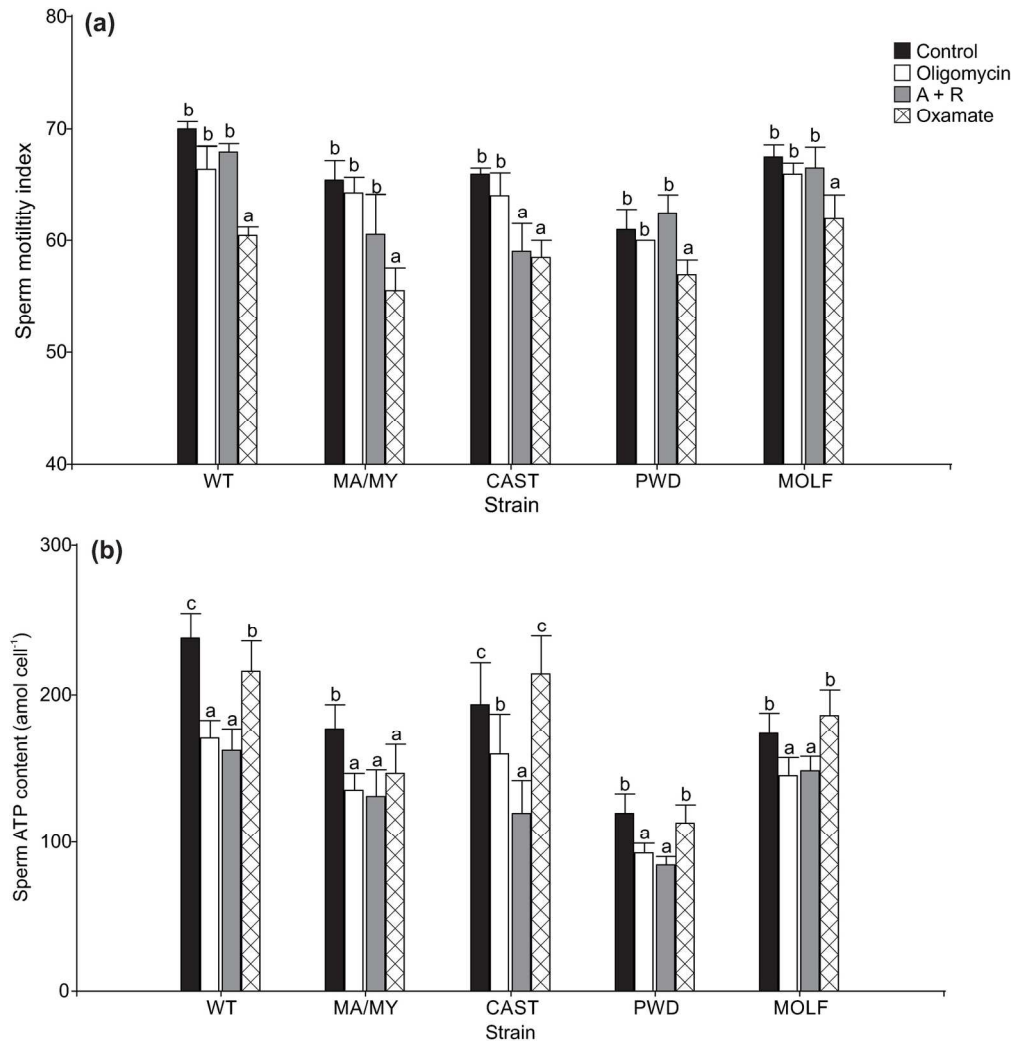 (a)
80
70
60
50
40
Sperm motiltity index
Control
Oligomycin
A + R
Oxamate
b b b a
b b b a
b b a a
b b b a
b b b a
WT MA/MY CAST PWD MOLF
Strain
(b)
300
200
100
0
Sperm ATP content (amol cell⁻¹)
c a a b
b a a a
c b a c
b a a b
b a a b
WT MA/MY CAST PWD MOLF
Strain